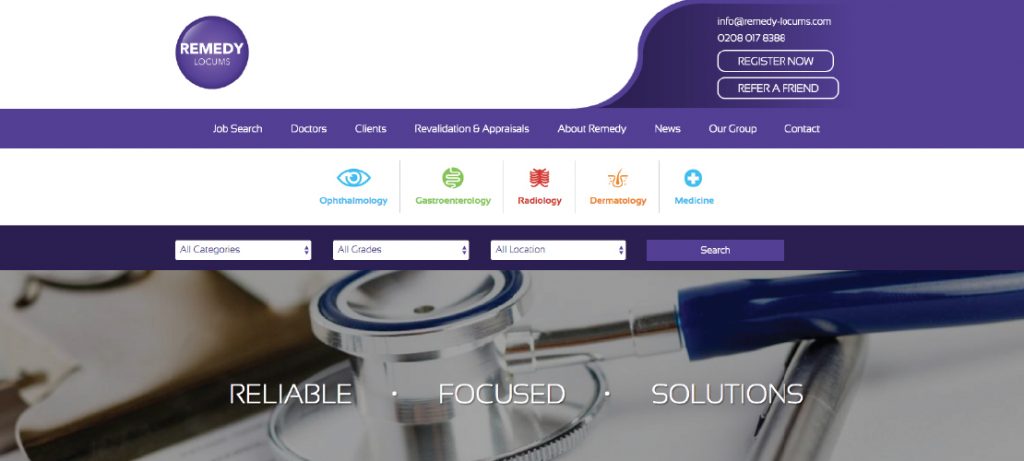 REMEDY
LOCUMS
info@remedy-locums.com
0208 017 8388
REGISTER NOW
REFER A FRIEND
Job Search Doctors Clients Revalidation & Appraisals About Remedy News Our Group Contact
Ophthalmology Gastroenterology Radiology Dermatology Medicine
All Categories All Grades All Location Search
RELIABLE • FOCUSED • SOLUTIONS